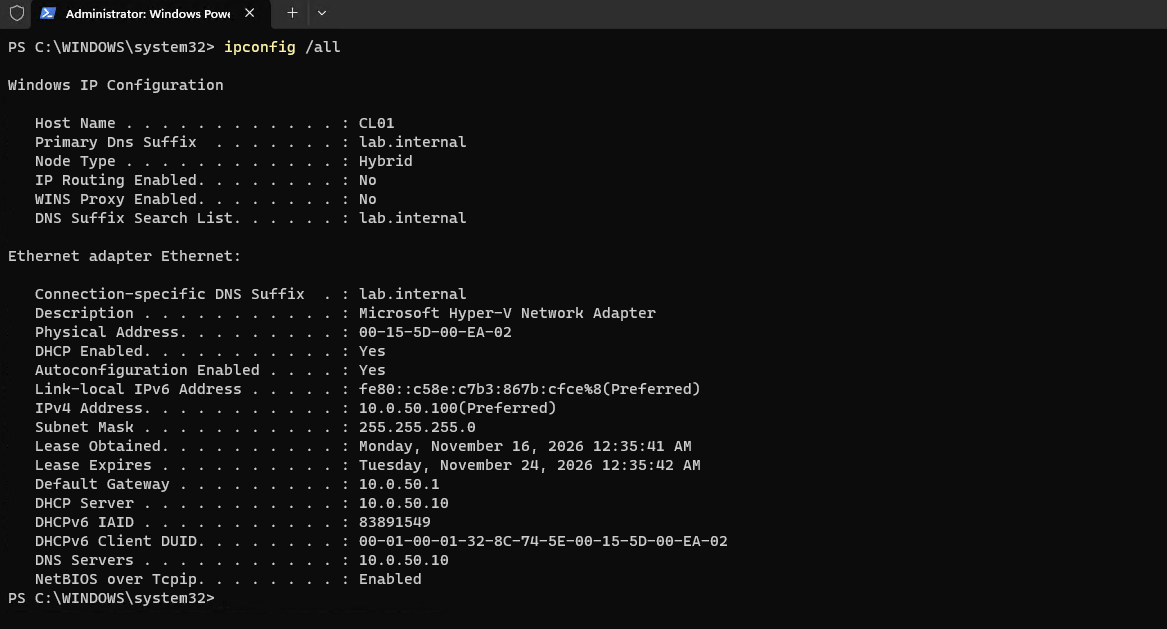 Administrator: Windows Powe
PS C:\WINDOWS\system32> ipconfig /all
Windows IP Configuration
Host Name . . . . . . . . . . . . : CL01
Primary Dns Suffix  . . . . . . . : lab.internal
Node Type . . . . . . . . . . . . : Hybrid
IP Routing Enabled. . . . . . . . : No
WINS Proxy Enabled. . . . . . . . : No
DNS Suffix Search List. . . . . . : lab.internal
Ethernet adapter Ethernet:
Connection-specific DNS Suffix  . : lab.internal
Description . . . . . . . . . . . : Microsoft Hyper-V Network Adapter
Physical Address. . . . . . . . . : 00-15-5D-00-EA-02
DHCP Enabled. . . . . . . . . . . : Yes
Autoconfiguration Enabled . . . . : Yes
Link-local IPv6 Address . . . . . : fe80::c58e:c7b3:867b:cfce%8(Preferred)
IPv4 Address. . . . . . . . . . . : 10.0.50.100(Preferred)
Subnet Mask . . . . . . . . . . . : 255.255.255.0
Lease Obtained. . . . . . . . . . : Monday, November 16, 2026 12:35:41 AM
Lease Expires . . . . . . . . . . : Tuesday, November 24, 2026 12:35:42 AM
Default Gateway . . . . . . . . . : 10.0.50.1
DHCP Server . . . . . . . . . . . : 10.0.50.10
DHCPv6 IAID . . . . . . . . . . . : 83891549
DHCPv6 Client DUID. . . . . . . . : 00-01-00-01-32-8C-74-5E-00-15-5D-00-EA-02
DNS Servers . . . . . . . . . . . : 10.0.50.10
NetBIOS over Tcpip. . . . . . . . : Enabled
PS C:\WINDOWS\system32>